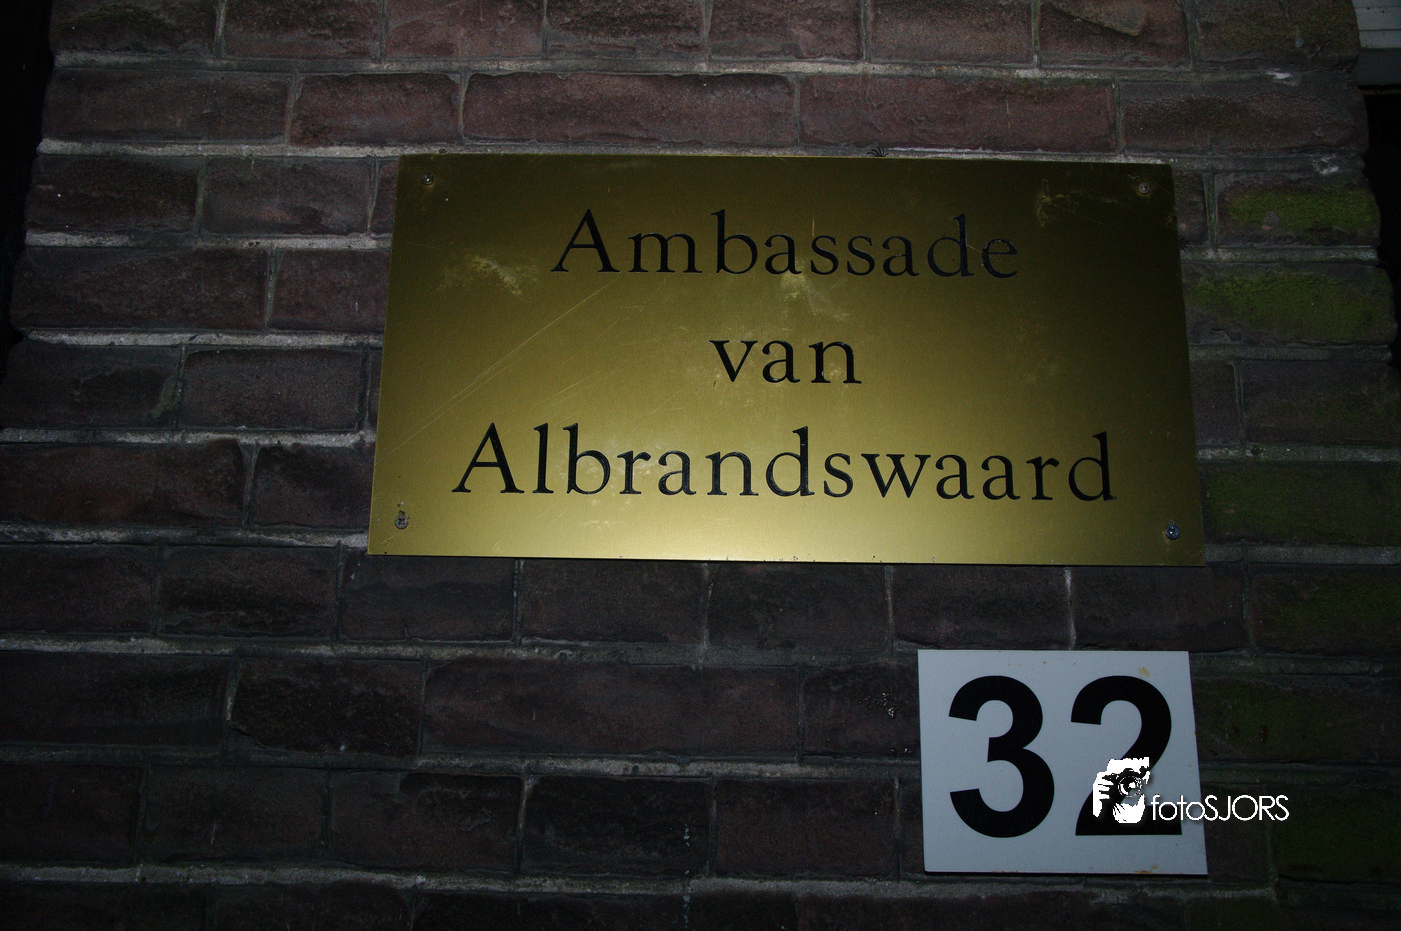 Ambassade
van
Albrandswaard
32
fotoSJORS